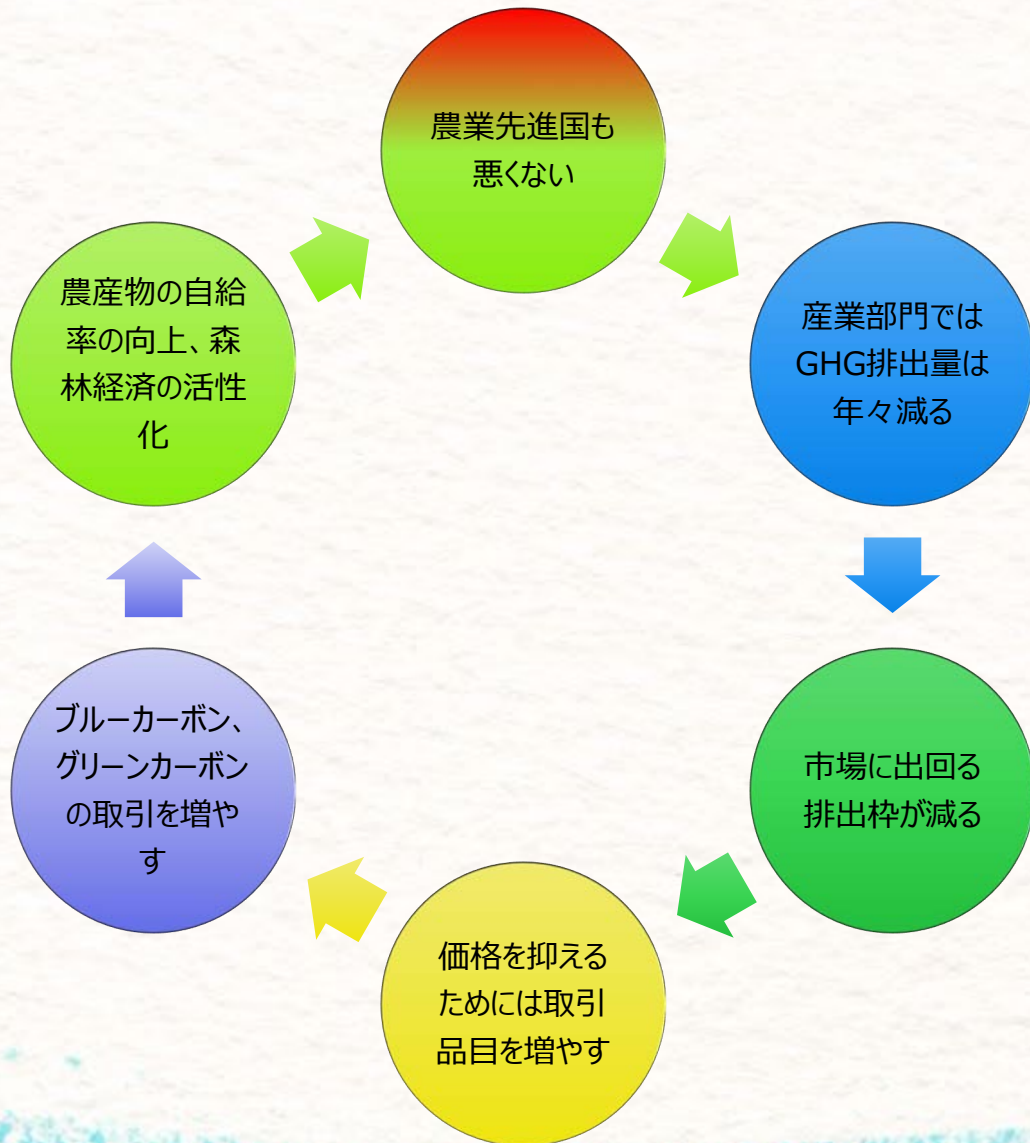 農業先進国も
悪くない
産業部門では
GHG排出量は
年々減る
市場に出回る
排出枠が減る
価格を抑える
ためには取引
品目を増やす
ブルーカーボン、
グリーンカーボン
の取引を増や
す
農産物の自給
率の向上、森
林経済の活性
化